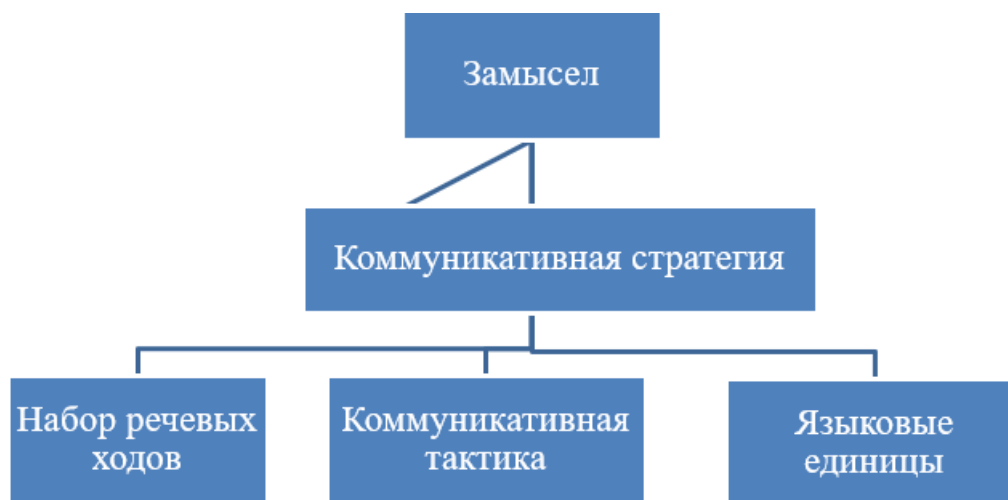 Замысел
Коммуникативная стратегия
Набор речевых
ходов
Коммуникативная
тактика
Языковые
единицы